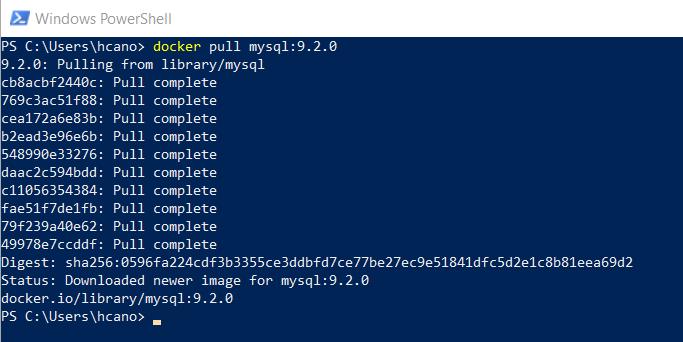 Windows PowerShell
PS C:\Users\hcano> docker pull mysql:9.2.0
9.2.0: Pulling from library/mysql
cb8acbf2440c: Pull complete
769c3ac51f88: Pull complete
cea172a6e83b: Pull complete
b2ead3e96e6b: Pull complete
548990e33276: Pull complete
daac2c594bdd: Pull complete
c11056354384: Pull complete
fae51f7de1fb: Pull complete
79f239a40e62: Pull complete
49978e7ccddf: Pull complete
Digest: sha256:0596fa224cdf3b3355ce3ddbfd7ce77be27ec9e51841dfc5d2e1c8b81eea69d2
Status: Downloaded newer image for mysql:9.2.0
docker.io/library/mysql:9.2.0
PS C:\Users\hcano>